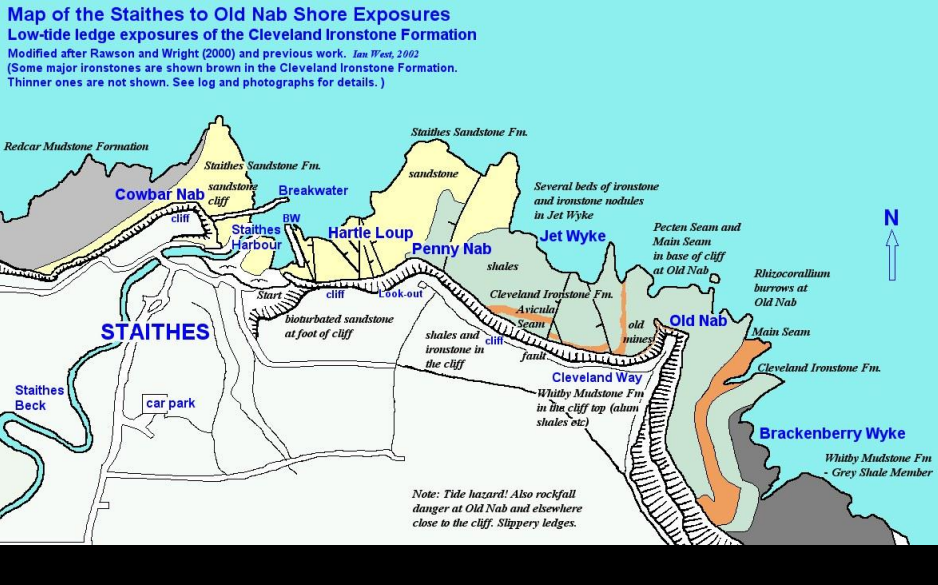 Map of the Staithes to Old Nab Shore Exposures
Low-tide ledge exposures of the Cleveland Ironstone Formation
Modified after Rawson and Wright (2000) and previous work. Ian West, 2002
(Some major ironstones are shown brown in the Cleveland Ironstone Formation.
Thinner ones are not shown. See log and photographs for details. )
Redcar Mudstone Formation
Staithes Sandstone Fm.
Staithes Sandstone Fm.
sandstone
sandstone
cliff
Cowbar Nab
cliff
Breakwater
BW
Staithes
Harbour
Hartle Loup
Penny Nab
Several beds of ironstone
and ironstone nodules
in Jet Wyke
Jet Wyke
Pecten Seam and
Main Seam
in base of cliff
at Old Nab
N
Rhizocorallium
burrows at
Old Nab
shales
Start
cliff
Look-out
Cleveland Ironstone Fm.
Avicula
Seam
old
mines
Old Nab
Main Seam
bioturbated sandstone
at foot of cliff
STAITHES
shales and
ironstone in
the cliff
cliff
fault
Cleveland Way
Cleveland Ironstone Fm.
Whitby Mudstone Fm
in the cliff top (alum
shales etc)
Staithes
Beck
car park
Brackenberry Wyke
Whitby Mudstone Fm
- Grey Shale Member
Note: Tide hazard! Also rockfall
danger at Old Nab and elsewhere
close to the cliff. Slippery ledges.